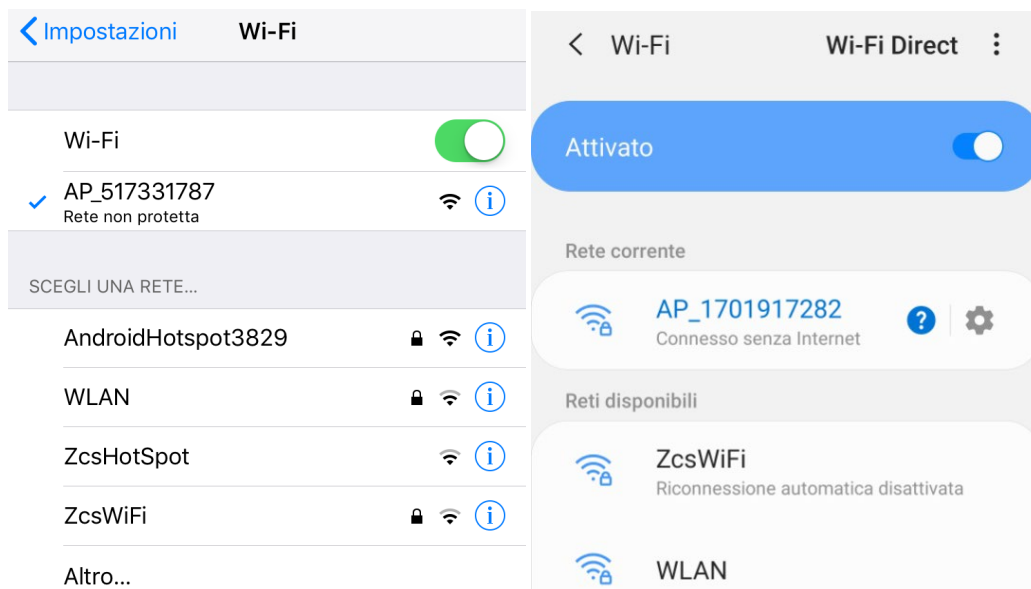 Impostazioni Wi-Fi
Wi-Fi
AP_517331787
Rete non protetta
SCEGLI UNA RETE...
AndroidHotspot3829
WLAN
ZcsHotSpot
ZcsWiFi
Altro...
Wi-Fi Wi-Fi Direct
Attivato
Rete corrente
AP_1701917282
Connesso senza Internet
Reti disponibili
ZcsWiFi
Riconnessione automatica disattivata
WLAN